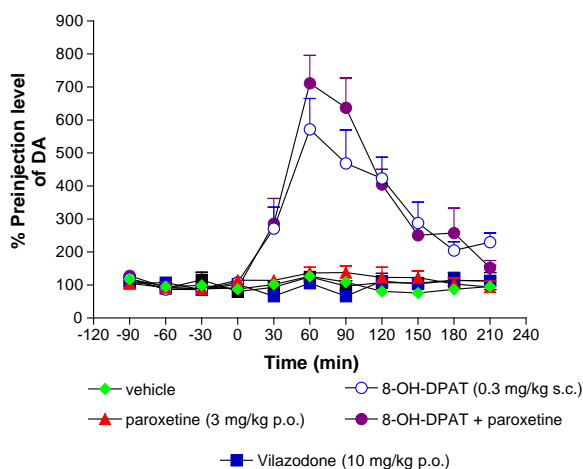 900
800
700
600
500
400
300
200
100
0
% Preinjection level
of DA
-120 -90 -60 -30 0 30 60 90 120 150 180 210 240
Time (min)
vehicle
8-OH-DPAT (0.3 mg/kg s.c.)
paroxetine (3 mg/kg p.o.)
8-OH-DPAT + paroxetine
Vilazodone (10 mg/kg p.o.)